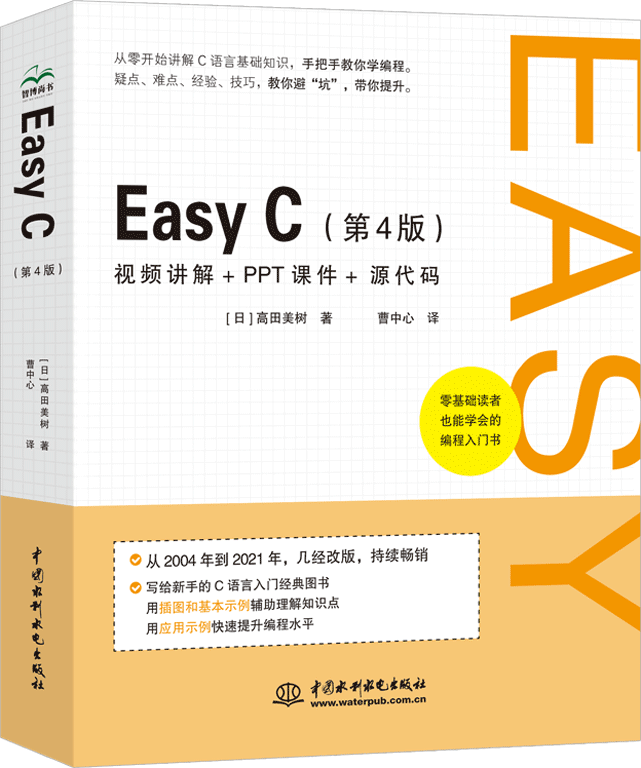 从零开始讲解 C 语言基础知识，手把手教你学编程。
疑点、难点、经验、技巧，教你避“坑”，带你提升。
EASY
Easy C（第4版）
视频讲解 + PPT 课件 + 源代码
[日]高田美树 著 曹中心 译
零基础读者
也能学会的
编程入门书
从 2004 年到 2021 年，几经改版，持续畅销
写给新手的 C 语言入门经典图书
用插图和基本示例辅助理解知识点
用应用示例快速提升编程水平
中国水利水电出版社
www.waterpub.com.cn
智博尚书
Easy C
（第4版）
[日]高田美树 著
曹中心 译
中国水利水电出版社